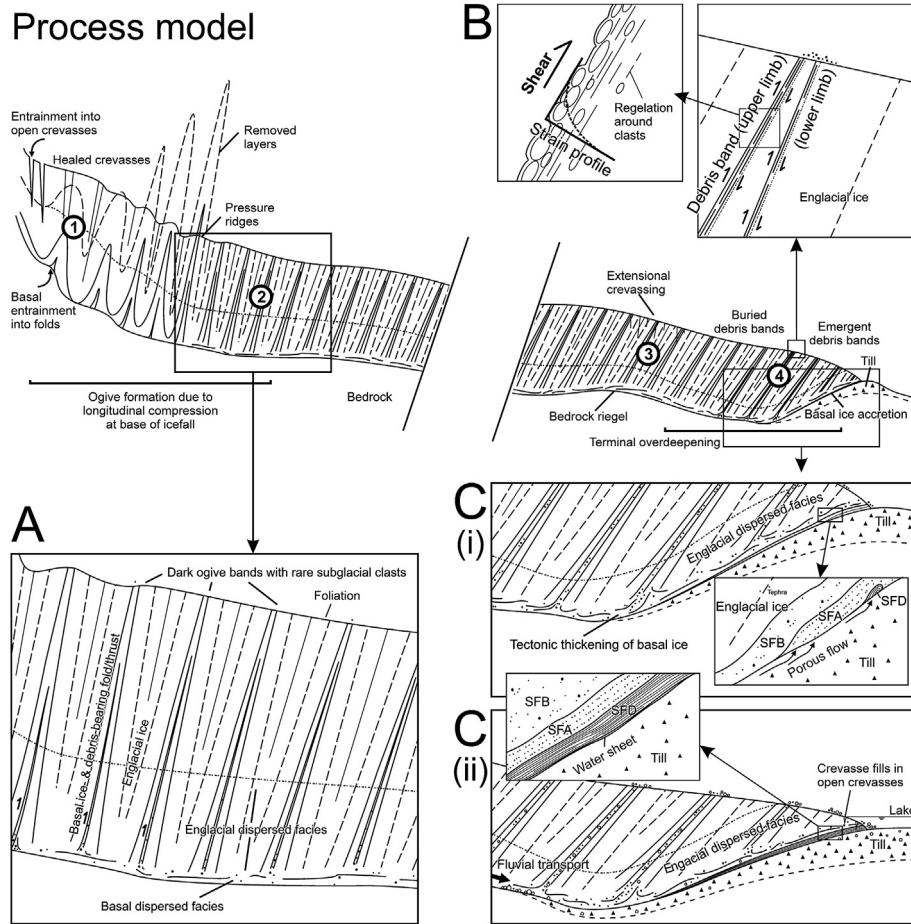 Process model
Entrainment into
open crevasses
Healed crevasses
Removed
layers
1
Pressure
ridges
2
Basal
entrainment
into folds
Ogive formation due to
longitudinal compression
at base of icefall
Bedrock
B
Shear
Strain profile
Regelation
around
clasts
Debris band (upper limb)
(lower limb)
Englacial ice
Extensional
crevassing
Buried
debris bands
Emergent
debris bands
3
4
Till
Bedrock riegel
Basal ice accretion
Terminal overdeepening
A
Dark ogive bands with rare subglacial clasts
Foliation
Basal ice- & debris-bearing fold/thrust
Englacial ice
Englacial dispersed facies
Basal dispersed facies
C
(i)
Englacial dispersed facies
Till
Tectonic thickening of basal ice
Tephra
Englacial ice
SFD
SFA
SFB
Porous flow
Till
C
(ii)
SFB
SFA
SFD
Water sheet
Till
Crevasse fills in
open crevasses
Lake
Till
Engacial dispersed facies
Fluvial transport